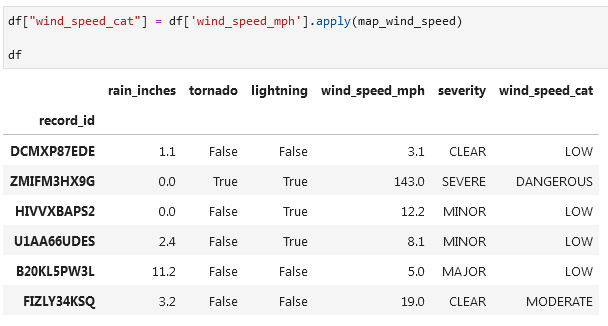 df["wind_speed_cat"] = df['wind_speed_mph'].apply(map_wind_speed)
df
rain_inches tornado lightning wind_speed_mph severity wind_speed_cat
record_id
DCMXP87EDE 1.1 False False 3.1 CLEAR LOW
ZMIFM3HX9G 0.0 True True 143.0 SEVERE DANGEROUS
HIVVXBAPS2 0.0 False True 12.2 MINOR LOW
U1AA66UDES 2.4 False True 8.1 MINOR LOW
B20KL5PW3L 11.2 False False 5.0 MAJOR LOW
FIZLY34KSQ 3.2 False False 19.0 CLEAR MODERATE